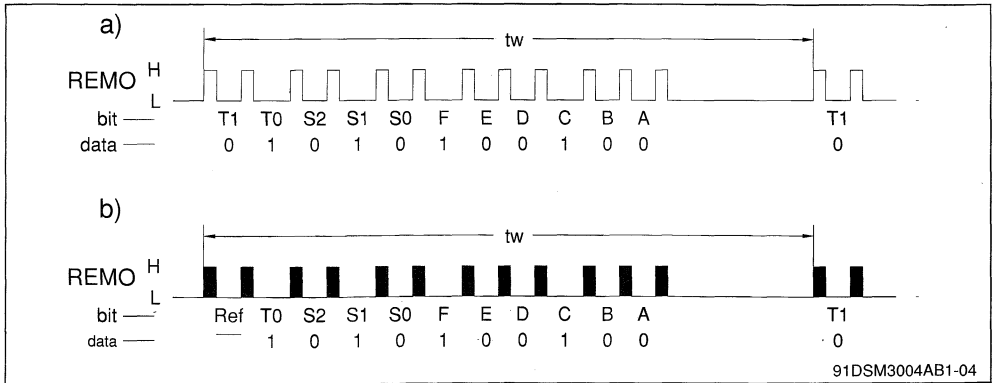 a)
tw
REMO H
L
bit — T1 T0 S2 S1 S0 F E D C B A T1
data — 0 1 0 1 0 1 0 0 1 0 0 0
b)
tw
REMO H
L
bit — Ref T0 S2 S1 S0 F E D C B A T1
data — — 1 0 1 0 1 0 0 1 0 0 0
91DSM3004AB1-04